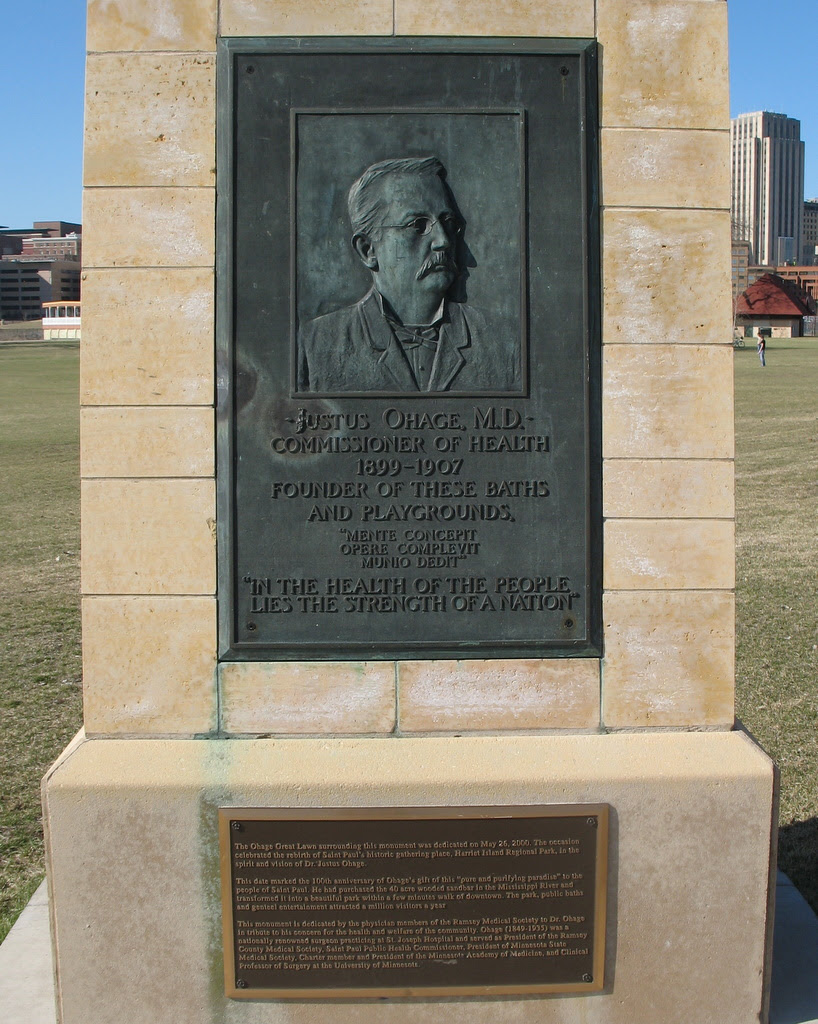 -JUSTUS OHAGE, M.D.-
COMMISSIONER OF HEALTH
1899-1907
FOUNDER OF THESE BATHS
AND PLAYGROUNDS,
"MENTE CONCEPIT
OPERE COMPLEVIT
MUNIO DEDIT"
"IN THE HEALTH OF THE PEOPLE
LIES THE STRENGTH OF A NATION"
The Ohage Great Lawn surrounding this monument was dedicated on May 25, 2000. The occasion
celebrated the rebirth of Saint Paul's historic gathering place, Harriet Island Regional Park, in the
spirit and vision of Dr. Justus Ohage.
This date marked the 100th anniversary of Ohage's gift of this "pure and purifying paradise" to the
people of Saint Paul. He had purchased the 40 acre wooded sandbar in the Mississippi River and
transformed it into a beautiful park within a few minutes walk of downtown. The park, public baths
and genteel entertainment attracted a million visitors a year
This monument is dedicated by the physician members of the Ramsey Medical Society to Dr. Ohage
in tribute to his concern for the health and welfare of the community. Ohage (1849-1935) was a
nationally renowned surgeon practicing at St. Joseph Hospital and served as President of the Ramsey
County Medical Society, Saint Paul Public Health Commissioner, President of Minnesota State
Medical Society, Charter member and President of the Minnesota Academy of Medicine, and Clinical
Professor of Surgery at the University of Minnesota.